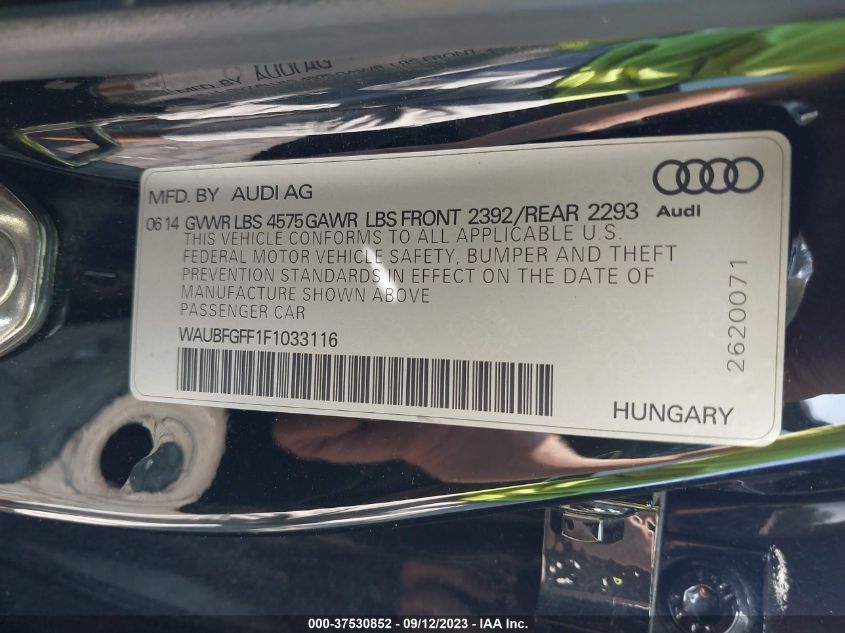 MFD. BY AUDI AG
Audi
06 14 GVWR LBS 4575 GAWR LBS FRONT 2392/REAR 2293
THIS VEHICLE CONFORMS TO ALL APPLICABLE U.S.
FEDERAL MOTOR VEHICLE SAFETY, BUMPER AND THEFT
PREVENTION STANDARDS IN EFFECT ON THE DATE OF
MANUFACTURE SHOWN ABOVE
PASSENGER CAR
WAUBFGFF1F1033116
2620071
HUNGARY
000-37530852 - 09/12/2023 - IAA Inc.